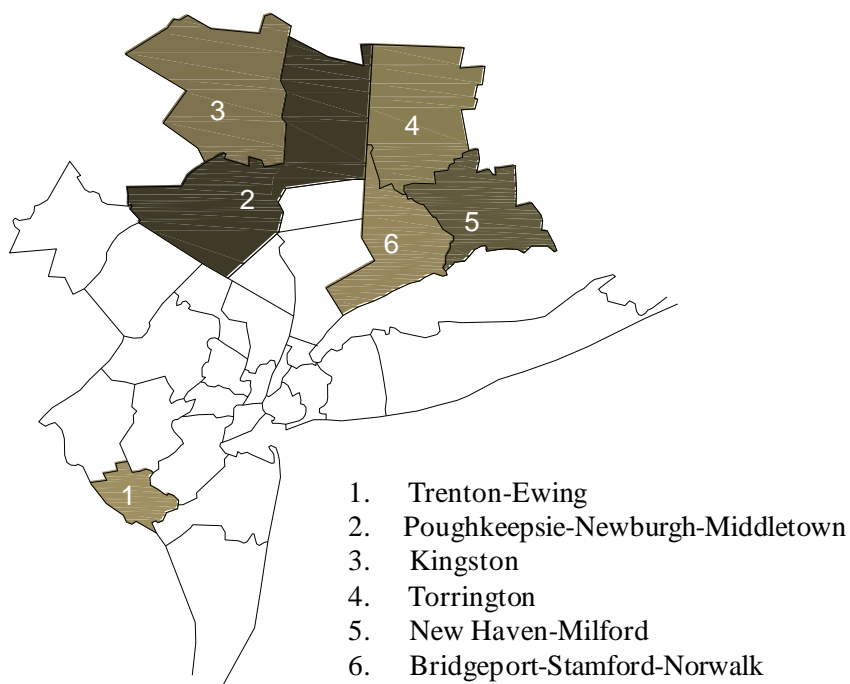 3
4
2
5
6
1
1. Trenton-Ewing
2. Poughkeepsie-Newburgh-Middletown
3. Kingston
4. Torrington
5. New Haven-Milford
6. Bridgeport-Stamford-Norwalk